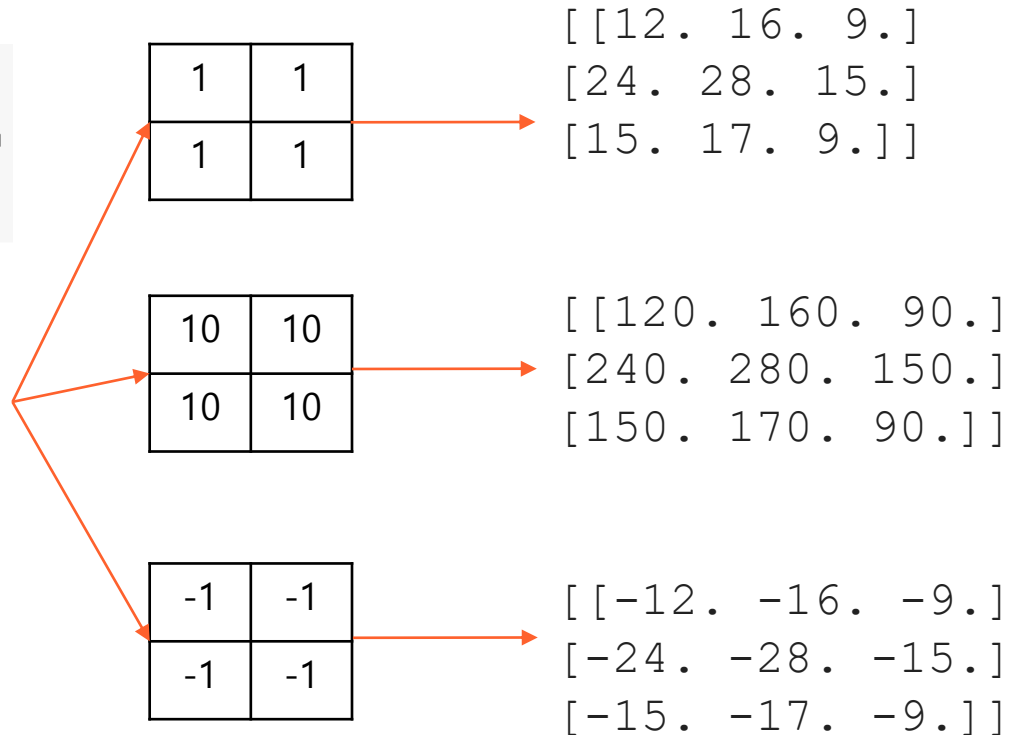 1 1
1 1
[[12. 16. 9.]
[24. 28. 15.]
[15. 17. 9.]]
10 10
10 10
[[120. 160. 90.]
[240. 280. 150.]
[150. 170. 90.]]
-1 -1
-1 -1
[[-12. -16. -9.]
[-24. -28. -15.]
[-15. -17. -9.]]